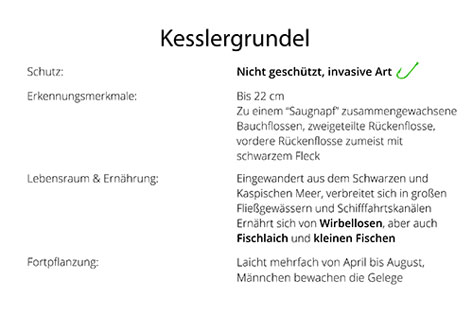 Kesslergrundel
Schutz: Nicht geschützt, invasive Art
Erkennungsmerkmale: Bis 22 cm
Zu einem “Saugnapf” zusammengewachsene
Bauchflossen, zweigeteilte Rückenflosse,
vordere Rückenflosse zumeist mit
schwarzem Fleck
Lebensraum & Ernährung: Eingewandert aus dem Schwarzen und
Kaspischen Meer, verbreitet sich in großen
Fließgewässern und Schifffahrtskanälen
Ernährt sich von Wirbellosen, aber auch
Fischlaich und kleinen Fischen
Fortpflanzung: Laicht mehrfach von April bis August,
Männchen bewachen die Gelege